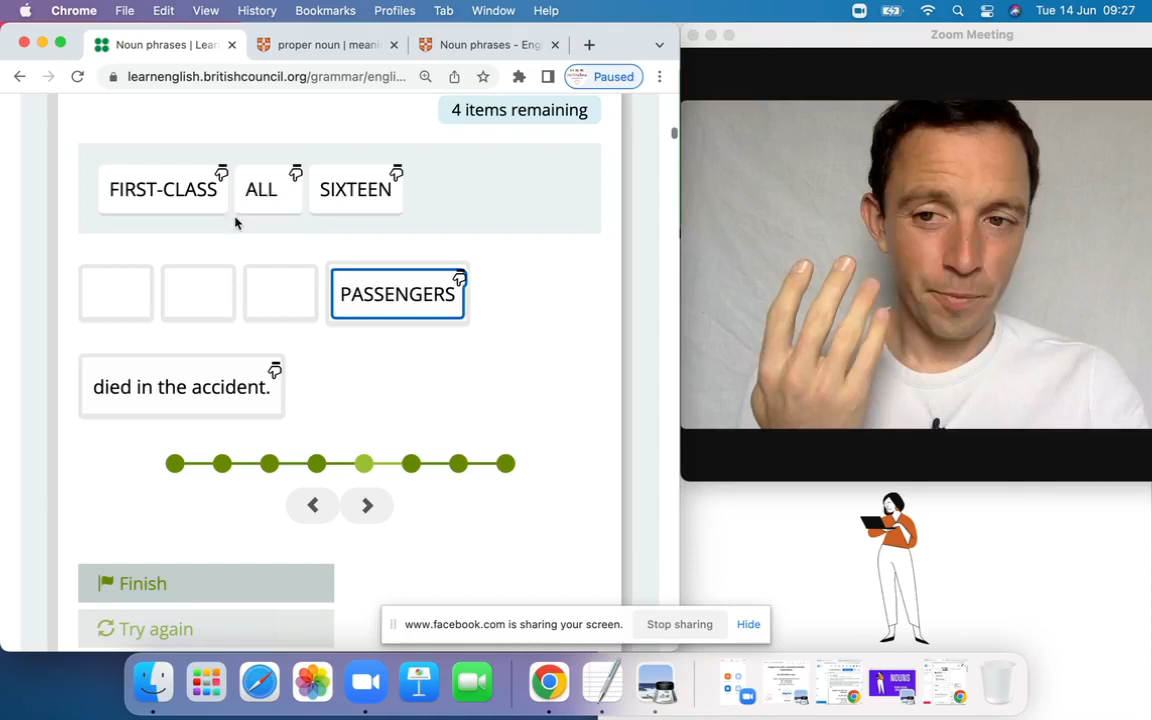 Chrome File Edit View History Bookmarks Profiles Tab Window Help Tue 14 Jun 09:27
Noun phrases | Lear
proper noun | meani
Noun phrases - Eng
Zoom Meeting
learnenglish.britishcouncil.org/grammar/engli...
Paused
4 items remaining
FIRST-CLASS ALL SIXTEEN
PASSENGERS
died in the accident.
Finish
Try again
www.facebook.com is sharing your screen. Stop sharing Hide